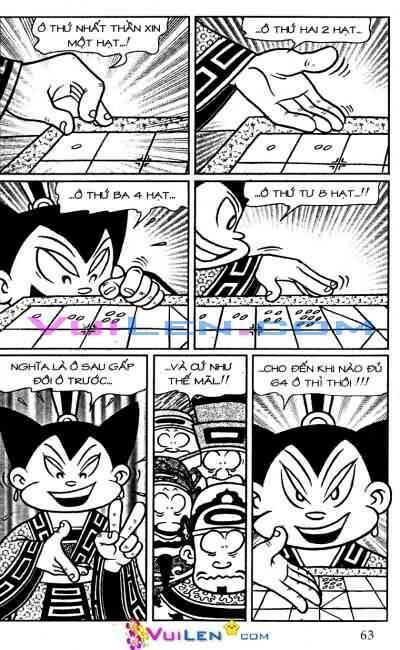 Ô THỨ NHẤT THẦN XIN
MỘT HẠT...!
...Ô THỨ HAI 2 HẠT...
...Ô THỨ BA 4 HẠT...
...Ô THỨ TƯ 8 HẠT...!!
VUILEN.COM
NGHĨA LÀ Ô SAU GẤP
ĐÔI Ô TRƯỚC...
...VÀ CỨ NHƯ
THẾ MÃI...!!
...CHO ĐẾN KHI NÀO ĐỦ
64 Ô THÌ THÔI !!!
VUILEN.COM
63